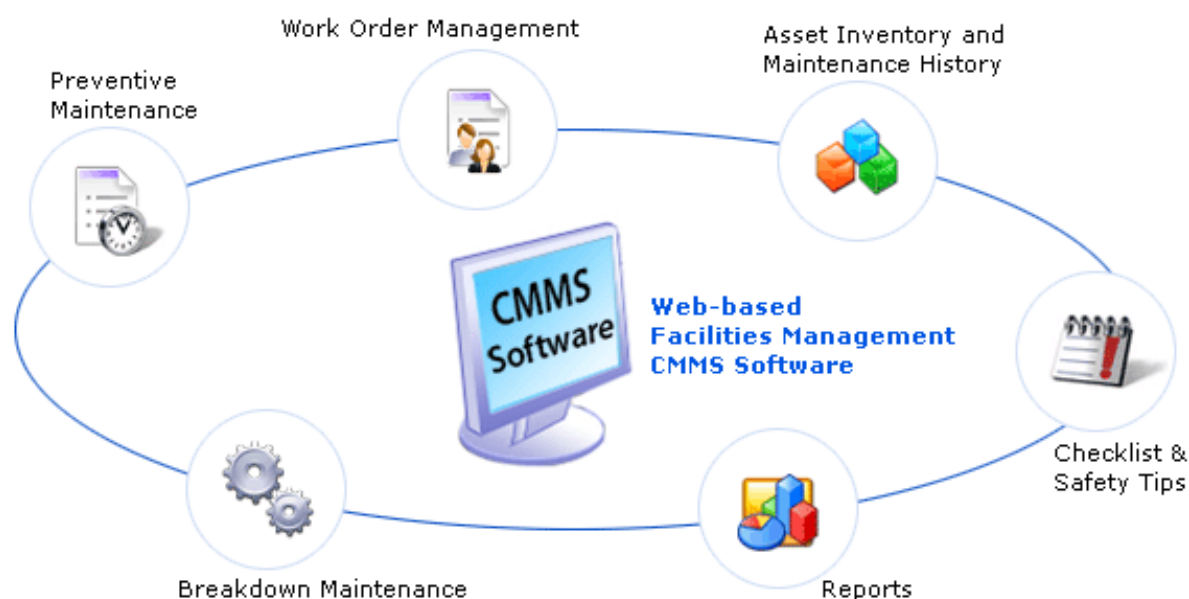 Work Order Management
Asset Inventory and
Maintenance History
Preventive
Maintenance
CMMS
Software
Web-based
Facilities Management
CMMS Software
Checklist &
Safety Tips
Breakdown Maintenance
Reports